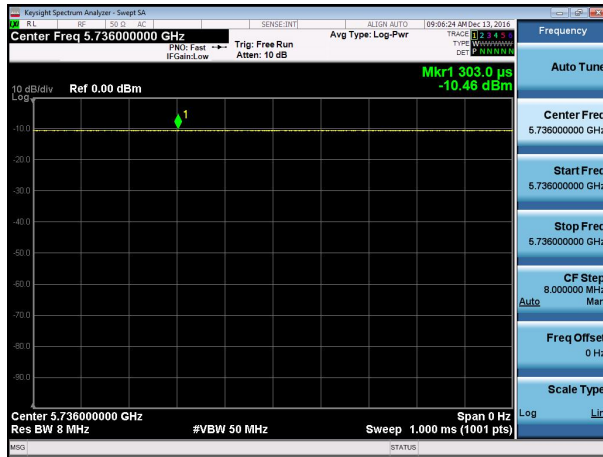 Keysight Spectrum Analyzer - Swept SA
LXI RL RF 50 Ω AC SENSE:INT ALIGN AUTO 09:06:24 AM Dec 13, 2016
Center Freq 5.736000000 GHz
PNO: Fast
IFGain:Low
Trig: Free Run
Atten: 10 dB
Avg Type: Log-Pwr
TRACE 1 2 3 4 5 6
TYPE WWWWWW
DET P NNNNN
Mkr1 303.0 µs
-10.46 dBm
10 dB/div Ref 0.00 dBm
Log
1
-10.0
-20.0
-30.0
-40.0
-50.0
-60.0
-70.0
-80.0
-90.0
Center 5.736000000 GHz Span 0 Hz
Res BW 8 MHz #VBW 50 MHz Sweep 1.000 ms (1001 pts)
MSG STATUS
Frequency
Auto Tune
Center Freq
5.736000000 GHz
Start Freq
5.736000000 GHz
Stop Freq
5.736000000 GHz
CF Step
8.000000 MHz
Auto Man
Freq Offset
0 Hz
Scale Type
Log Lin